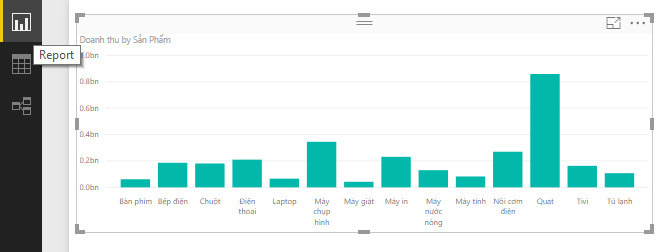 Doanh thu by Sản Phẩm
Report
1.0bn
0.8bn
0.6bn
0.4bn
0.2bn
0.0bn
Bàn phím Bếp điện Chuột Điện thoại Laptop Máy chụp hình Máy giặt Máy in Máy nước nóng Máy tính Nồi cơm điện Quạt Tivi Tủ lạnh